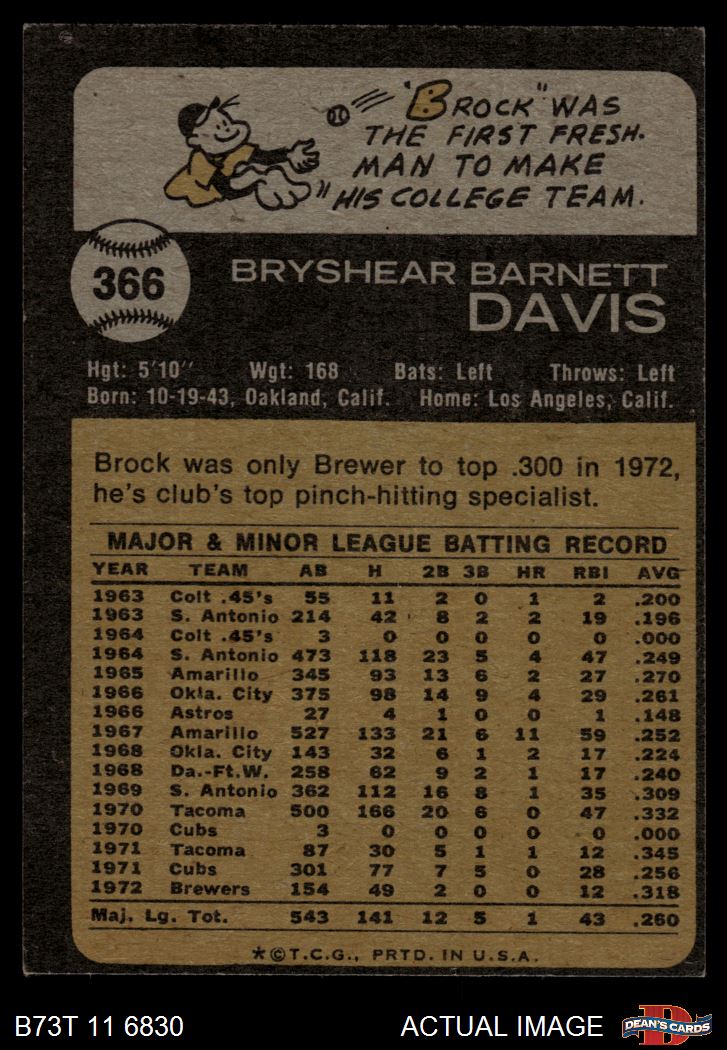 "BROCK" WAS
THE FIRST FRESH-
MAN TO MAKE
HIS COLLEGE TEAM.
366
BRYSHEAR BARNETT
DAVIS
Hgt: 5'10" Wgt: 168 Bats: Left Throws: Left
Born: 10-19-43, Oakland, Calif. Home: Los Angeles, Calif.
Brock was only Brewer to top .300 in 1972,
he's club's top pinch-hitting specialist.
MAJOR & MINOR LEAGUE BATTING RECORD
YEAR TEAM AB H 2B 3B HR RBI AVG
1963 Colt .45's 55 11 2 0 1 2 .200
1963 S. Antonio 214 42 8 2 2 19 .196
1964 Colt .45's 3 0 0 0 0 0 .000
1964 S. Antonio 473 118 23 5 4 47 .249
1965 Amarillo 345 93 13 6 2 27 .270
1966 Okla. City 375 98 14 9 4 29 .261
1966 Astros 27 4 1 0 0 1 .148
1967 Amarillo 527 133 21 6 11 59 .252
1968 Okla. City 143 32 6 1 2 17 .224
1968 Da.-Ft.W. 258 62 9 2 1 17 .240
1969 S. Antonio 362 112 16 8 1 35 .309
1970 Tacoma 500 166 20 6 0 47 .332
1970 Cubs 3 0 0 0 0 0 .000
1971 Tacoma 87 30 5 1 1 12 .345
1971 Cubs 301 77 7 5 0 28 .256
1972 Brewers 154 49 2 0 0 12 .318
Maj. Lg. Tot. 543 141 12 5 1 43 .260
*©T.C.G., PRTD. IN U.S.A.
B73T 11 6830 ACTUAL IMAGE D DEAN'S CARDS